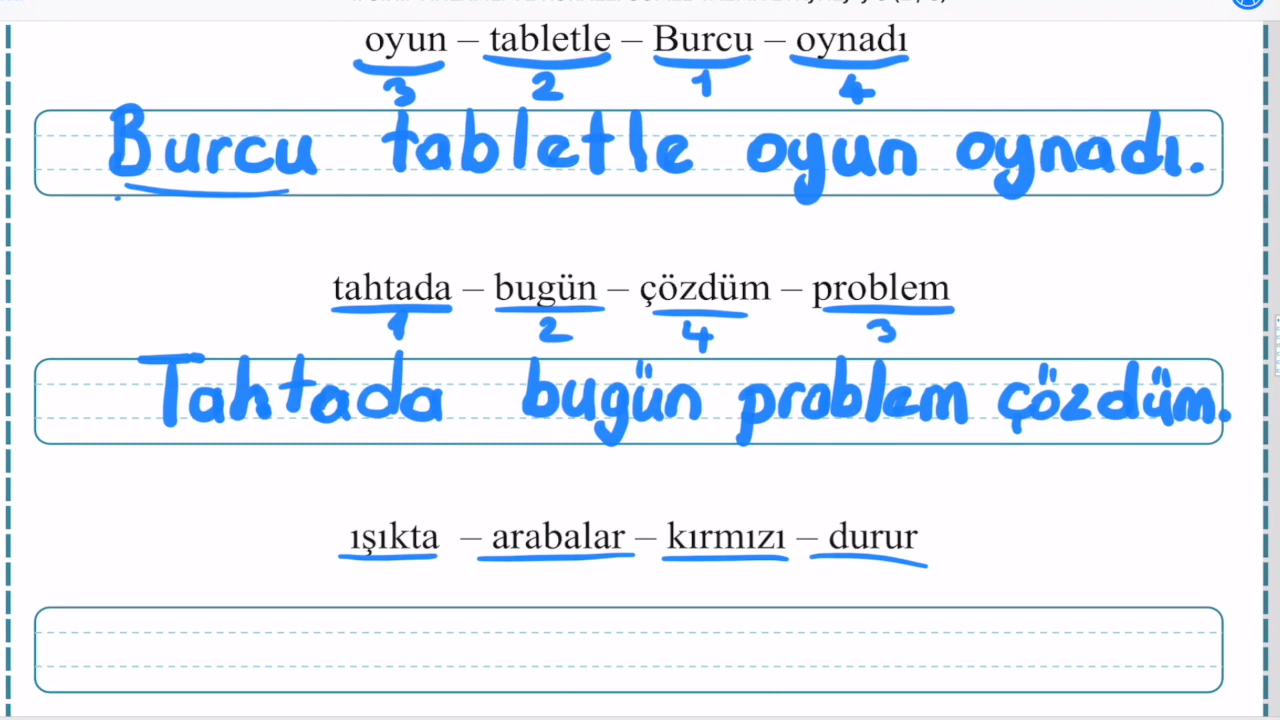 oyun – tabletle – Burcu – oynadı
3 2 1 4
Burcu tabletle oyun oynadı.
tahtada – bugün – çözdüm – problem
1 2 4 3
Tahtada bugün problem çözdüm.
ışıkta – arabalar – kırmızı – durur